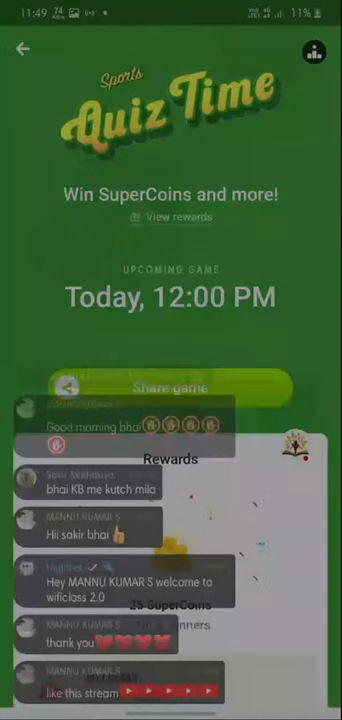 11:49 74 KB/s 11%
Sports
Quiz Time
Win SuperCoins and more!
View rewards
UPCOMING GAME
Today, 12:00 PM
Share game
Good morning bhai
Rewards
bhai KB me kutch mila
MANNU KUMAR S
Hii sakir bhai
Hey MANNU KUMAR S welcome to
wificlass 2.0
25 SuperCoins
MANNU KUMAR S
thank you
MANNU KUMAR S
like this stream